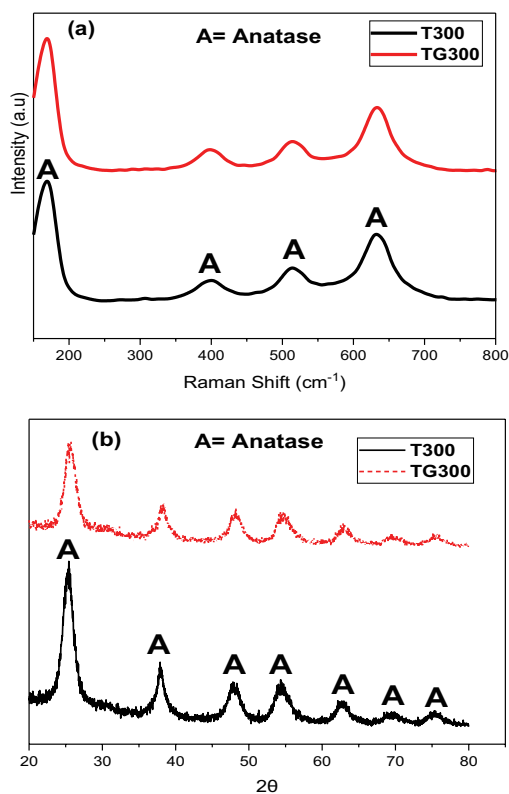 (a)
A= Anatase
T300
TG300
Intensity (a.u)
A
A
A
A
200 300 400 500 600 700 800
Raman Shift (cm⁻¹)
(b)
A= Anatase
T300
TG300
A
A
A
A
A
A
A
20 30 40 50 60 70 80
2θ